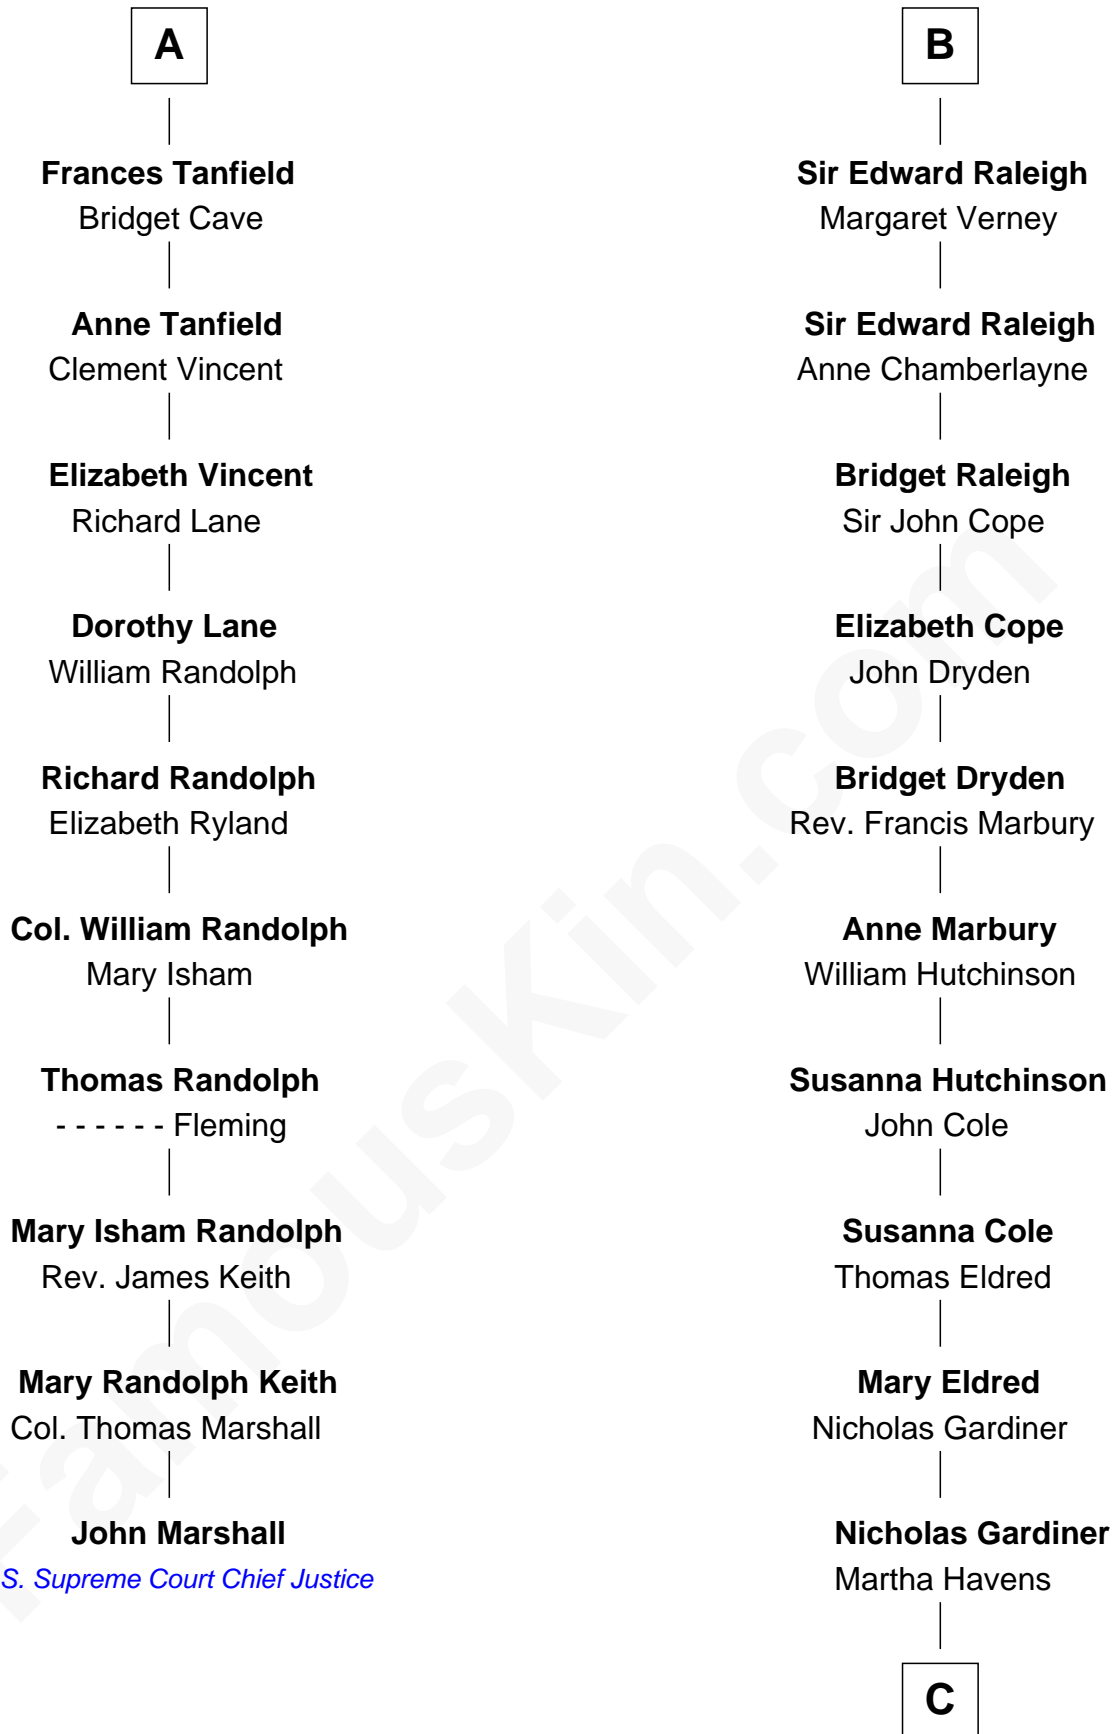 A
Frances Tanfield
Bridget Cave
Anne Tanfield
Clement Vincent
Elizabeth Vincent
Richard Lane
Dorothy Lane
William Randolph
Richard Randolph
Elizabeth Ryland
Col. William Randolph
Mary Isham
Thomas Randolph
- - - - - - Fleming
Mary Isham Randolph
Rev. James Keith
Mary Randolph Keith
Col. Thomas Marshall
John Marshall
S. Supreme Court Chief Justice
B
Sir Edward Raleigh
Margaret Verney
Sir Edward Raleigh
Anne Chamberlayne
Bridget Raleigh
Sir John Cope
Elizabeth Cope
John Dryden
Bridget Dryden
Rev. Francis Marbury
Anne Marbury
William Hutchinson
Susanna Hutchinson
John Cole
Susanna Cole
Thomas Eldred
Mary Eldred
Nicholas Gardiner
Nicholas Gardiner
Martha Havens
C
FamousKin.com